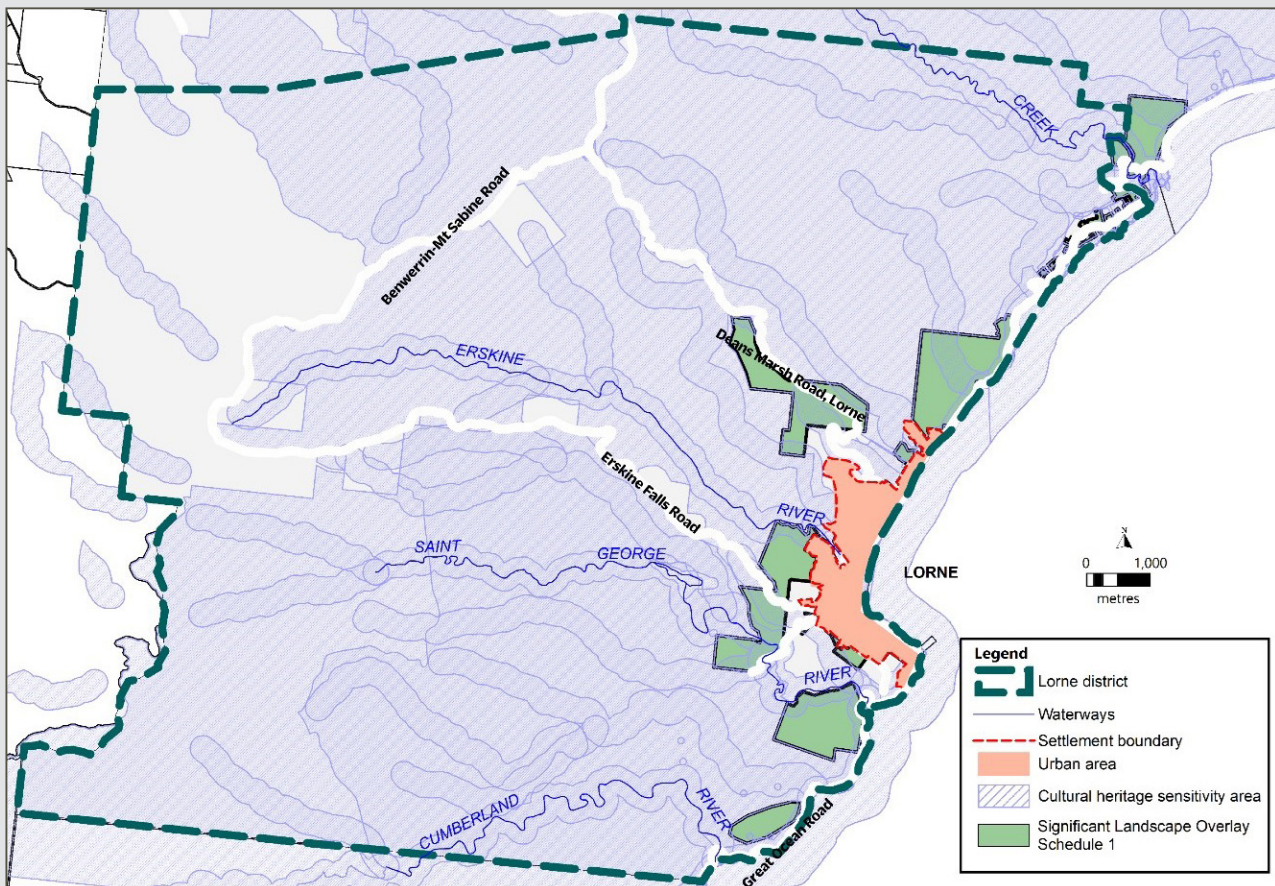 CREEK
Benwerrin-Mt Sabine Road
ERSKINE
Deans Marsh Road, Lorne
Erskine Falls Road
RIVER
SAINT
GEORGE
LORNE
N
0 1,000
metres
RIVER
CUMBERLAND
RIVER
Great Ocean Road
Legend
Lorne district
Waterways
Settlement boundary
Urban area
Cultural heritage sensitivity area
Significant Landscape Overlay
Schedule 1